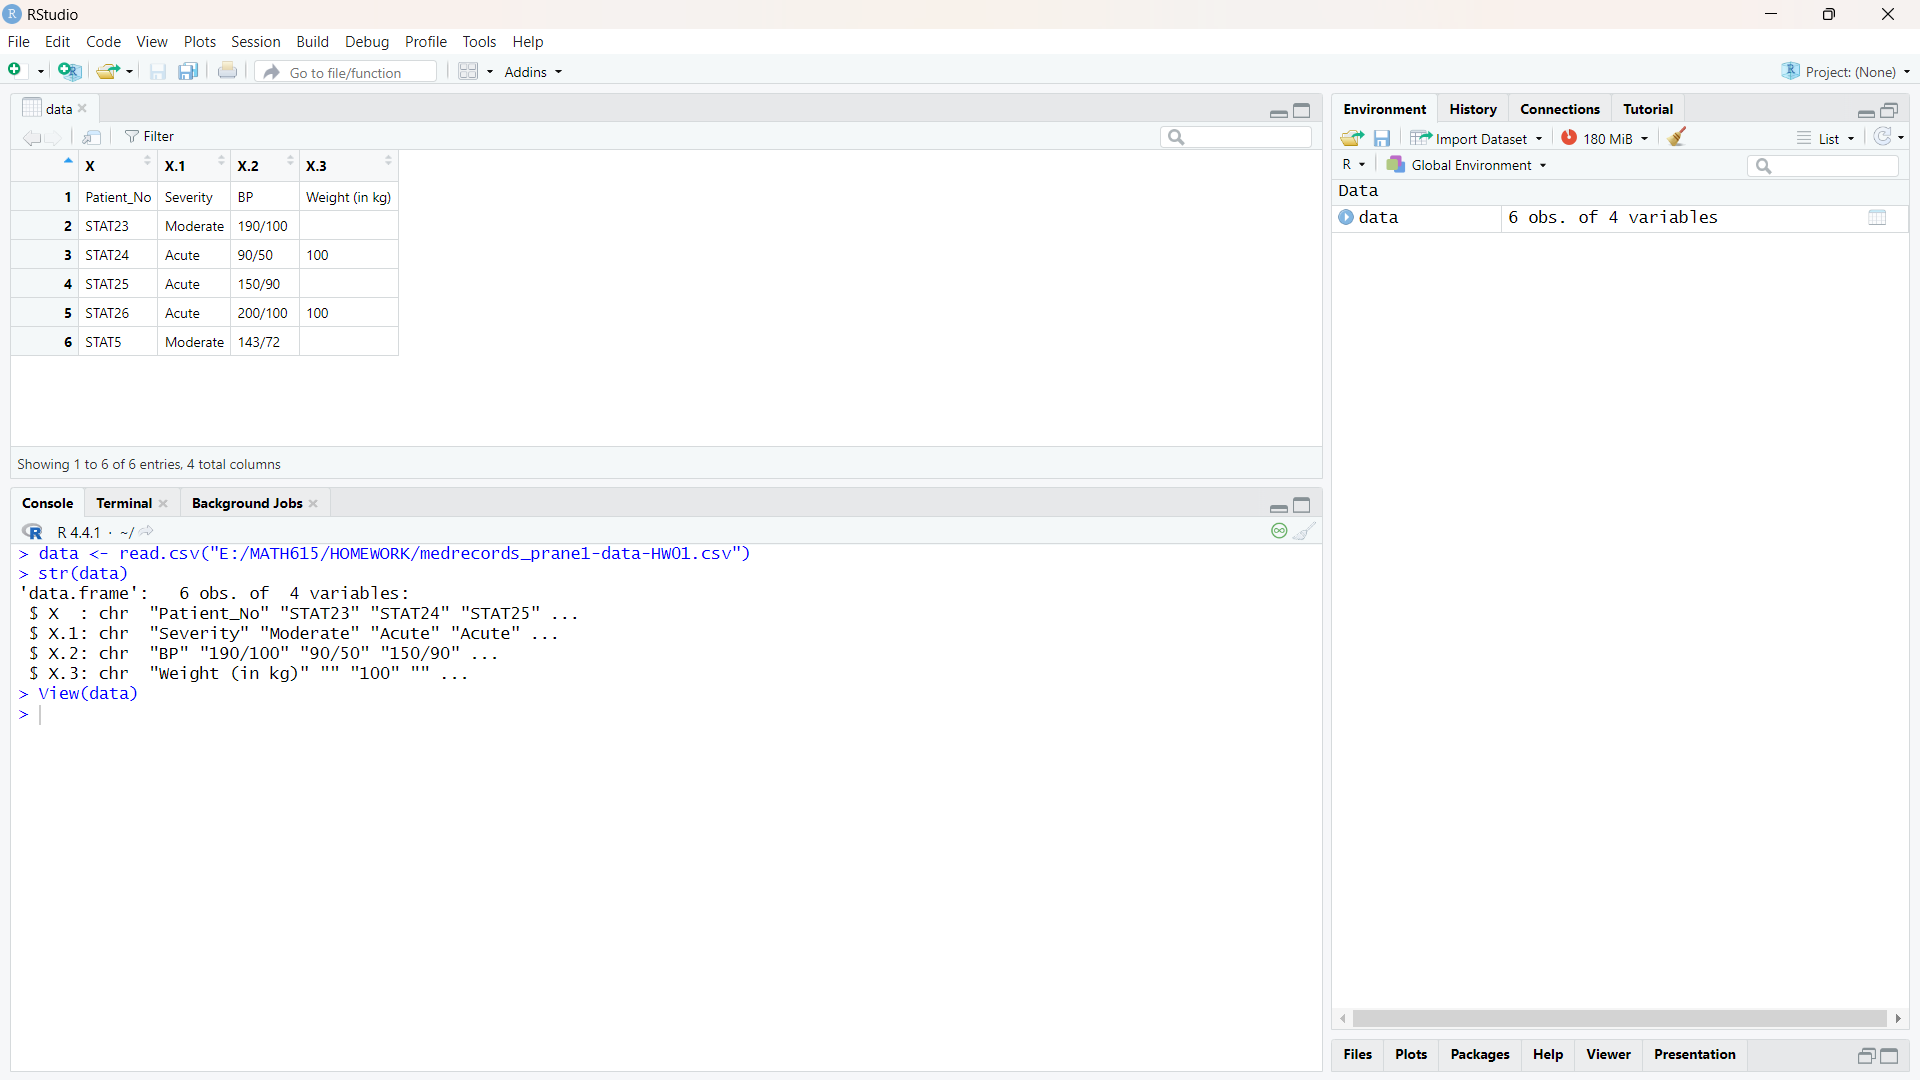 RStudio
File Edit Code View Plots Session Build Debug Profile Tools Help
Go to file/function Addins Project: (None)
data
Filter
X X.1 X.2 X.3
1 Patient_No Severity BP Weight (in kg)
2 STAT23 Moderate 190/100
3 STAT24 Acute 90/50 100
4 STAT25 Acute 150/90
5 STAT26 Acute 200/100 100
6 STAT5 Moderate 143/72
Showing 1 to 6 of 6 entries, 4 total columns
Console Terminal Background Jobs
R 4.4.1 · ~/
> data <- read.csv("E:/MATH615/HOMEWORK/medrecords_prane1-data-HW01.csv")
> str(data)
'data.frame': 6 obs. of 4 variables:
$ X : chr "Patient_No" "STAT23" "STAT24" "STAT25" ...
$ X.1: chr "Severity" "Moderate" "Acute" "Acute" ...
$ X.2: chr "BP" "190/100" "90/50" "150/90" ...
$ X.3: chr "Weight (in kg)" "" "100" "" ...
> View(data)
>
Environment History Connections Tutorial
Import Dataset 180 MiB List
R Global Environment
Data
data 6 obs. of 4 variables
Files Plots Packages Help Viewer Presentation